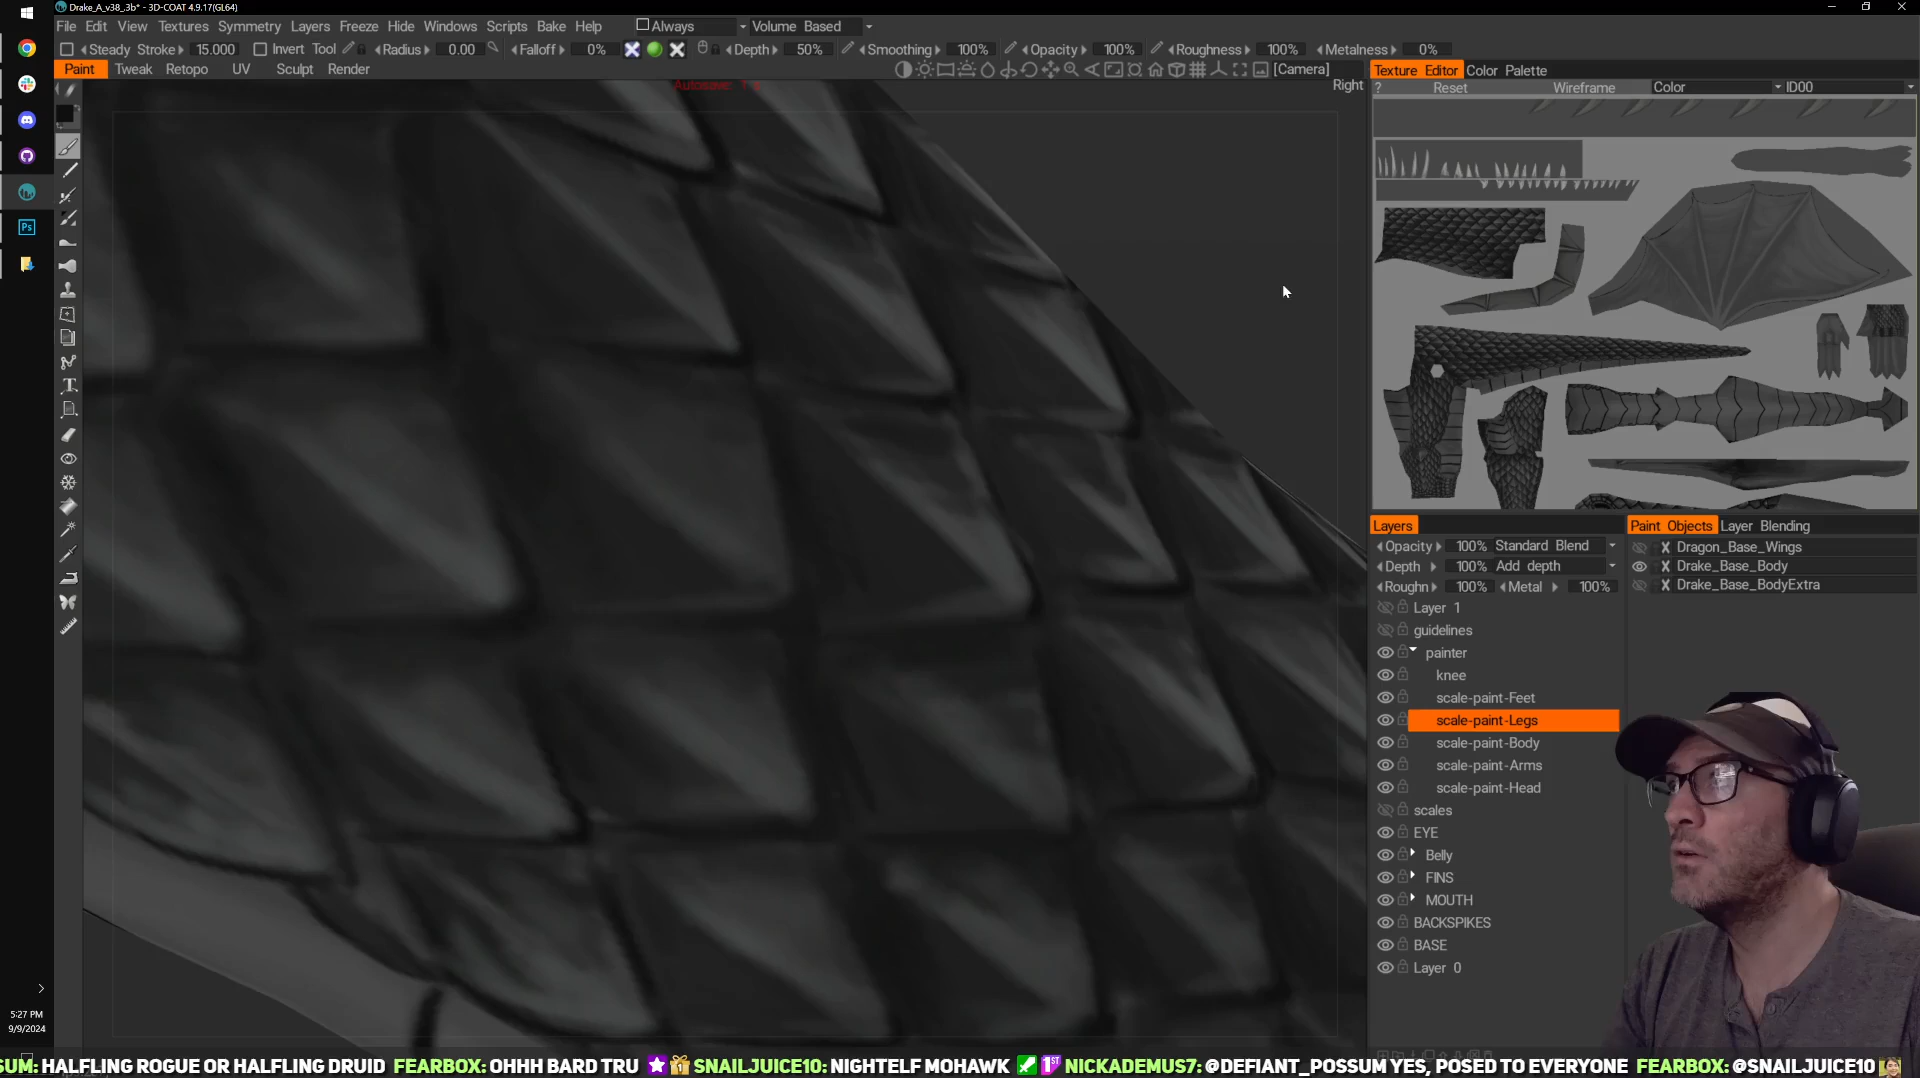 Drake_A_v38_.3b* - 3D-COAT 4.9.17(GL64)
File Edit View Textures Symmetry Layers Freeze Hide Windows Scripts Bake Help Always Volume Based
Steady Stroke 15.000 Invert Tool Radius 0.00 Falloff 0% Depth 50% Smoothing 100% Opacity 100% Roughness 100% Metalness 0%
Paint Tweak Retopo UV Sculpt Render [Camera]
Autosave: 1 s
Right
Texture Editor Color Palette
? Reset Wireframe Color ID00
Layers
Opacity 100% Standard Blend
Depth 100% Add depth
Roughn 100% Metal 100%
Layer 1
guidelines
painter
knee
scale-paint-Feet
scale-paint-Legs
scale-paint-Body
scale-paint-Arms
scale-paint-Head
scales
EYE
Belly
FINS
MOUTH
BACKSPIKES
BASE
Layer 0
Paint Objects Layer Blending
Dragon_Base_Wings
Drake_Base_Body
Drake_Base_BodyExtra
Ps
5:27 PM
9/9/2024
SUM: HALFLING ROGUE OR HALFLING DRUID FEARBOX: OHHH BARD TRU SNAILJUICE10: NIGHTELF MOHAWK 1st NICKADEMUS7: @DEFIANT_POSSUM YES, POSED TO EVERYONE FEARBOX: @SNAILJUICE10